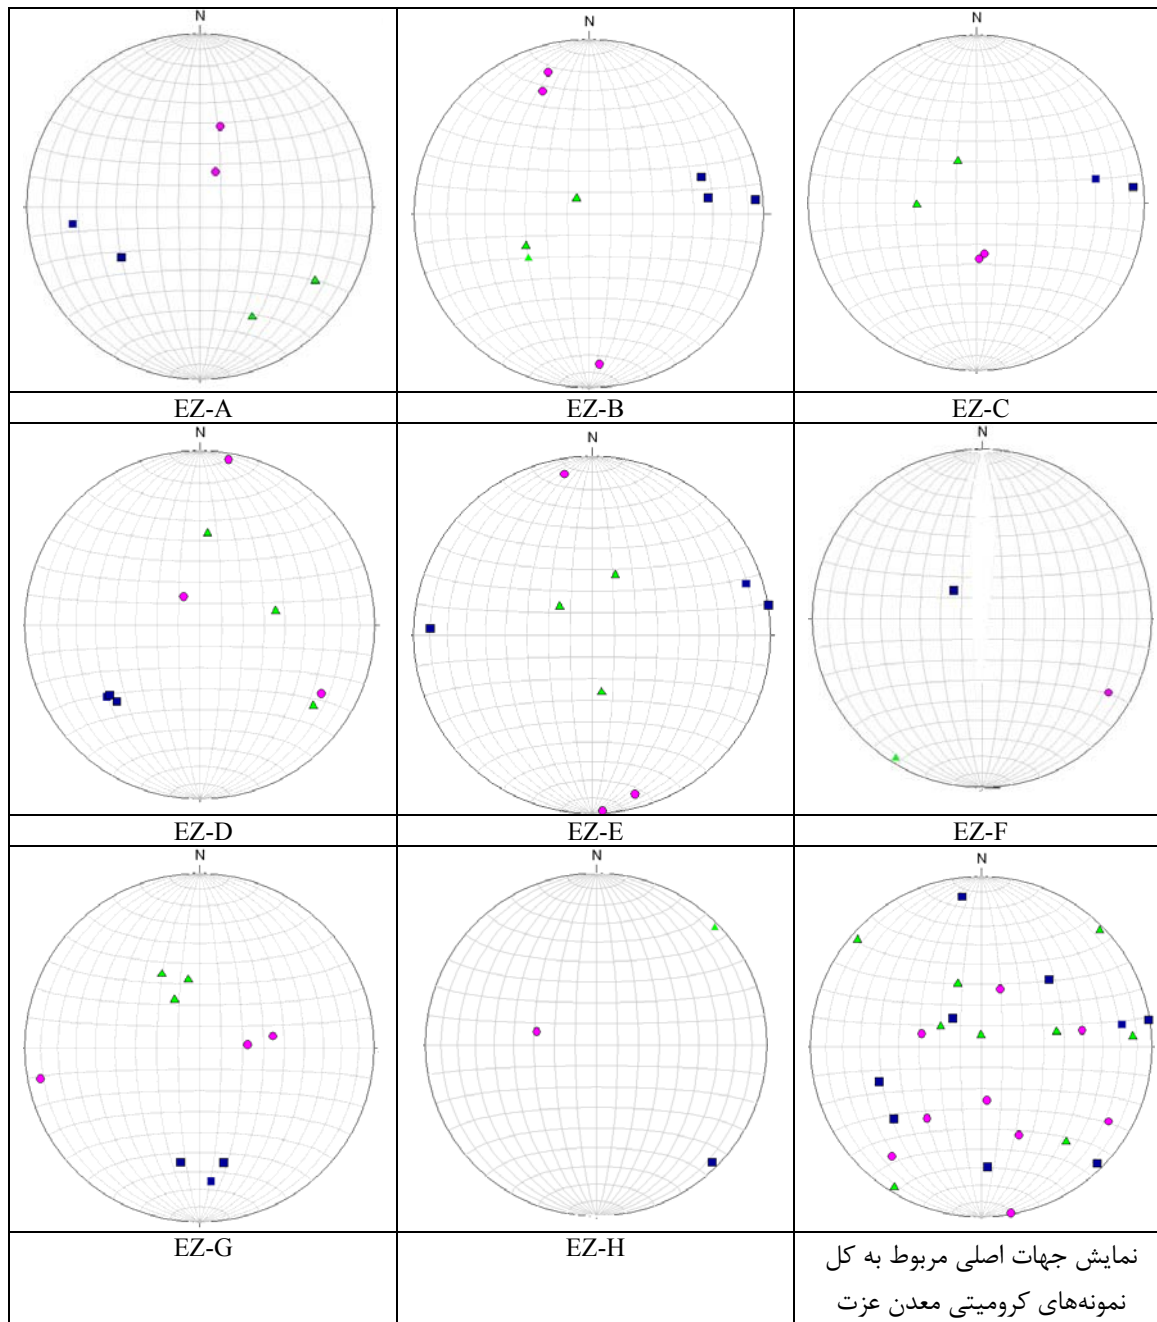 N
N
N
EZ-A
EZ-B
EZ-C
N
N
N
EZ-D
EZ-E
EZ-F
N
N
N
EZ-G
EZ-H
نمایش جهات اصلی مربوط به کل
نمونه‌های کرومیتی معدن عزت